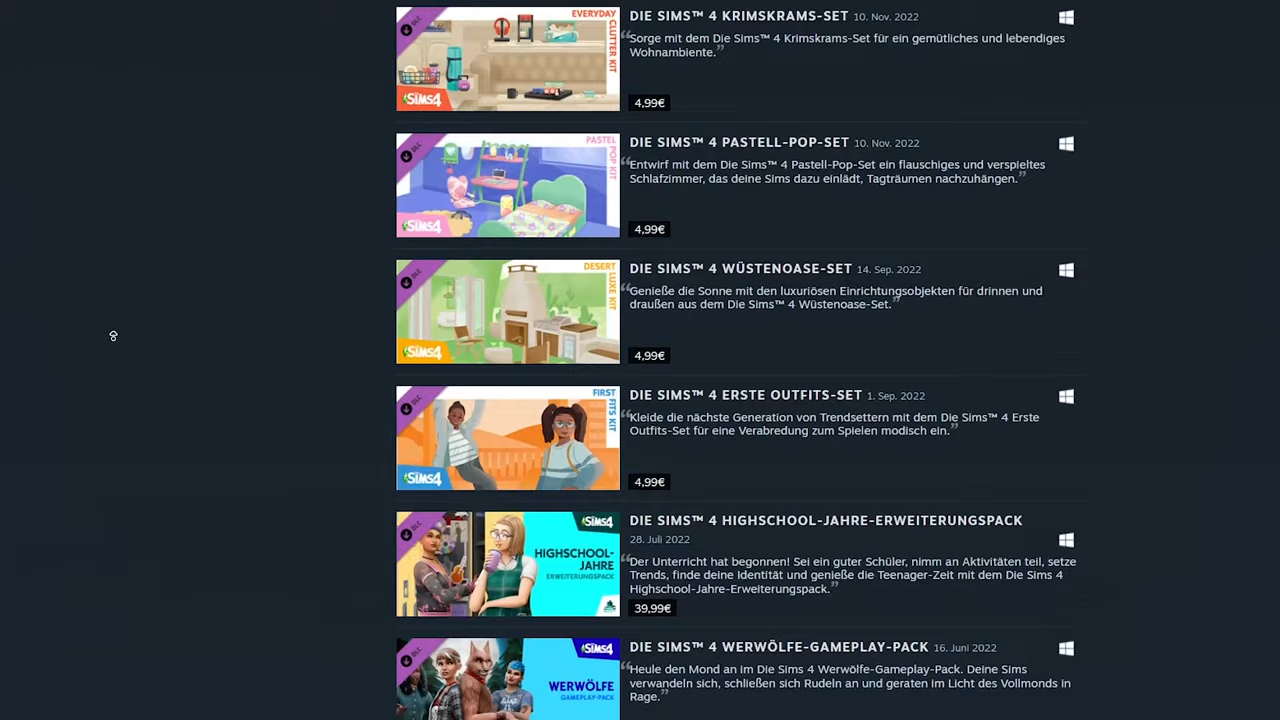 EVERYDAY
CLUTTER KIT
DLC
SIMS4
DIE SIMS™ 4 KRIMSKRAMS-SET 10. Nov. 2022
“Sorge mit dem Die Sims™ 4 Krimskrams-Set für ein gemütliches und lebendiges
Wohnambiente.”
4,99€
PASTEL
POP KIT
DLC
SIMS4
DIE SIMS™ 4 PASTELL-POP-SET 10. Nov. 2022
“Entwirf mit dem Die Sims™ 4 Pastell-Pop-Set ein flauschiges und verspieltes
Schlafzimmer, das deine Sims dazu einlädt, Tagträumen nachzuhängen.”
4,99€
DESERT
LUXE KIT
DLC
SIMS4
DIE SIMS™ 4 WÜSTENOASE-SET 14. Sep. 2022
“Genieße die Sonne mit den luxuriösen Einrichtungsobjekten für drinnen und
draußen aus dem Die Sims™ 4 Wüstenoase-Set.”
4,99€
FIRST
FITS KIT
DLC
SIMS4
DIE SIMS™ 4 ERSTE OUTFITS-SET 1. Sep. 2022
“Kleide die nächste Generation von Trendsettern mit dem Die Sims™ 4 Erste
Outfits-Set für eine Verabredung zum Spielen modisch ein.”
4,99€
DLC
SIMS4
HIGHSCHOOL-
JAHRE
ERWEITERUNGSPACK
DIE SIMS™ 4 HIGHSCHOOL-JAHRE-ERWEITERUNGSPACK
28. Juli 2022
“Der Unterricht hat begonnen! Sei ein guter Schüler, nimm an Aktivitäten teil, setze
Trends, finde deine Identität und genieße die Teenager-Zeit mit dem Die Sims 4
Highschool-Jahre-Erweiterungspack.”
39,99€
DLC
SIMS4
WERWÖLFE
GAMEPLAY-PACK
DIE SIMS™ 4 WERWÖLFE-GAMEPLAY-PACK 16. Juni 2022
“Heule den Mond an im Die Sims 4 Werwölfe-Gameplay-Pack. Deine Sims
verwandeln sich, schließen sich Rudeln an und geraten im Licht des Vollmonds in
Rage.”